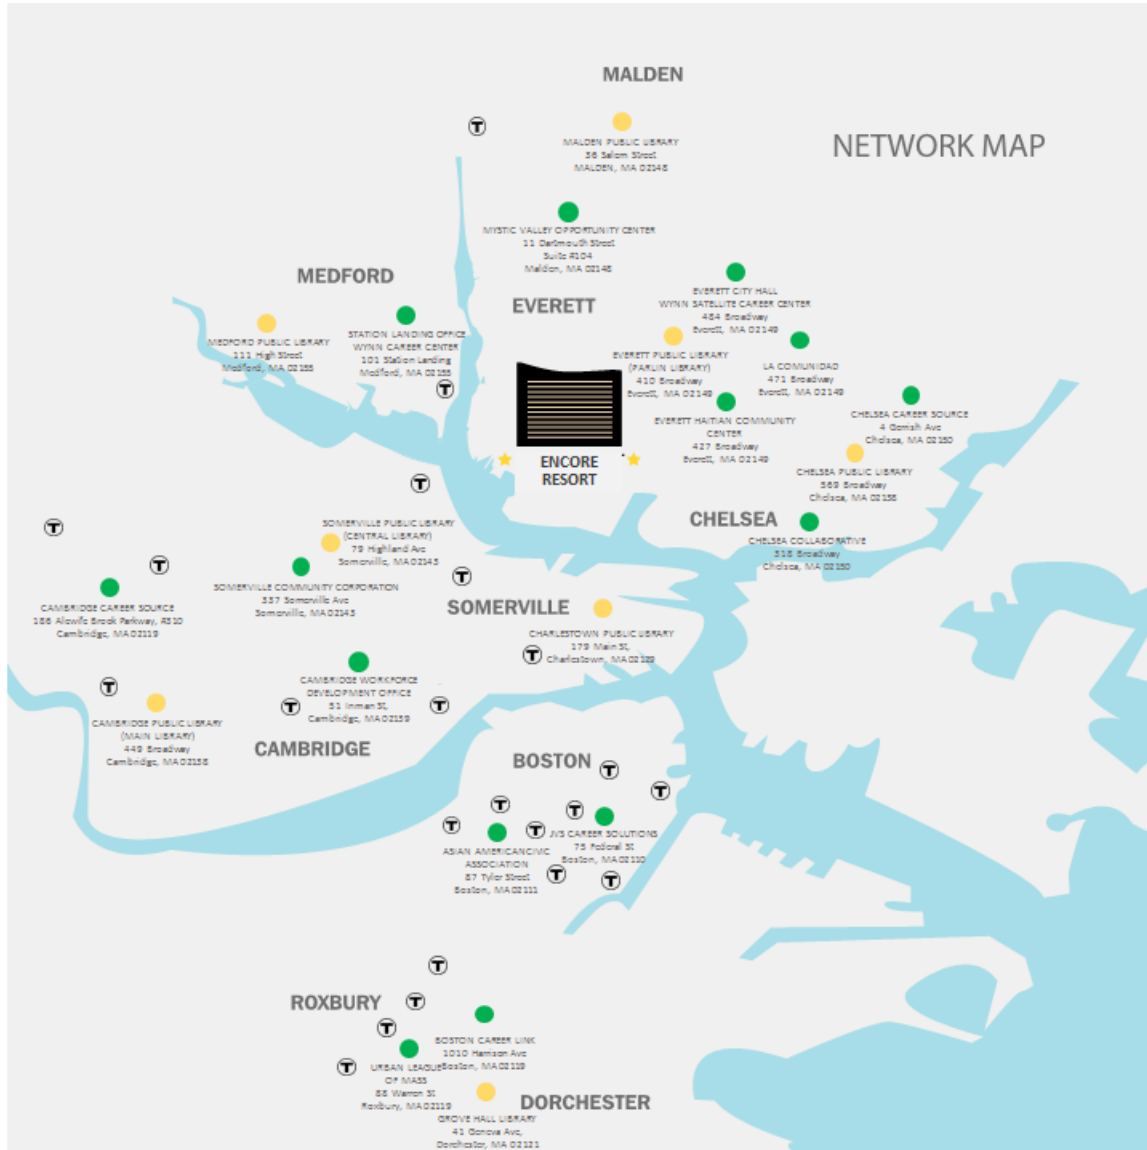 MALDEN
NETWORK MAP
MALDEN PUBLIC LIBRARY
36 Salem Street
MALDEN, MA 02148
MYSTIC VALLEY OPPORTUNITY CENTER
11 Dartmouth Street
Suite #104
Malden, MA 02148
MEDFORD
EVERETT
EVERETT CITY HALL
WYNN SATELLITE CAREER CENTER
484 Broadway
Everett, MA 02149
MEDFORD PUBLIC LIBRARY
111 High Street
Medford, MA 02155
STATION LANDING OFFICE
WYNN CAREER CENTER
101 Station Landing
Medford, MA 02155
EVERETT PUBLIC LIBRARY
(PARLIN LIBRARY)
410 Broadway
Everett, MA 02149
LA COMUNIDAD
471 Broadway
Everett, MA 02149
EVERETT HAITIAN COMMUNITY
CENTER
427 Broadway
Everett, MA 02149
CHELSEA CAREER SOURCE
4 Gerrish Ave
Chelsea, MA 02150
ENCORE
RESORT
CHELSEA PUBLIC LIBRARY
569 Broadway
Chelsea, MA 02158
CHELSEA
CHELSEA COLLABORATIVE
318 Broadway
Chelsea, MA 02150
SOMERVILLE PUBLIC LIBRARY
(CENTRAL LIBRARY)
79 Highland Ave
Somerville, MA 02143
SOMERVILLE COMMUNITY CORPORATION
337 Somerville Ave
Somerville, MA 02143
CAMBRIDGE CAREER SOURCE
186 Alewife Brook Parkway, #310
Cambridge, MA 02119
SOMERVILLE
CHARLESTOWN PUBLIC LIBRARY
179 Main St,
Charlestown, MA 02129
CAMBRIDGE WORKFORCE
DEVELOPMENT OFFICE
51 Inman St,
Cambridge, MA 02139
CAMBRIDGE PUBLIC LIBRARY
(MAIN LIBRARY)
449 Broadway
Cambridge, MA 02138
CAMBRIDGE
BOSTON
JVS CAREER SOLUTIONS
75 Federal St
Boston, MA 02110
ASIAN AMERICANCIVIC
ASSOCIATION
87 Tyler Street
Boston, MA 02111
ROXBURY
BOSTON CAREER LINK
1010 Harrison Ave
Boston, MA 02119
URBAN LEAGUE
OF MASS
88 Warren St
Roxbury, MA 02119
DORCHESTER
GROVE HALL LIBRARY
41 Geneva Ave,
Dorchester, MA 02121